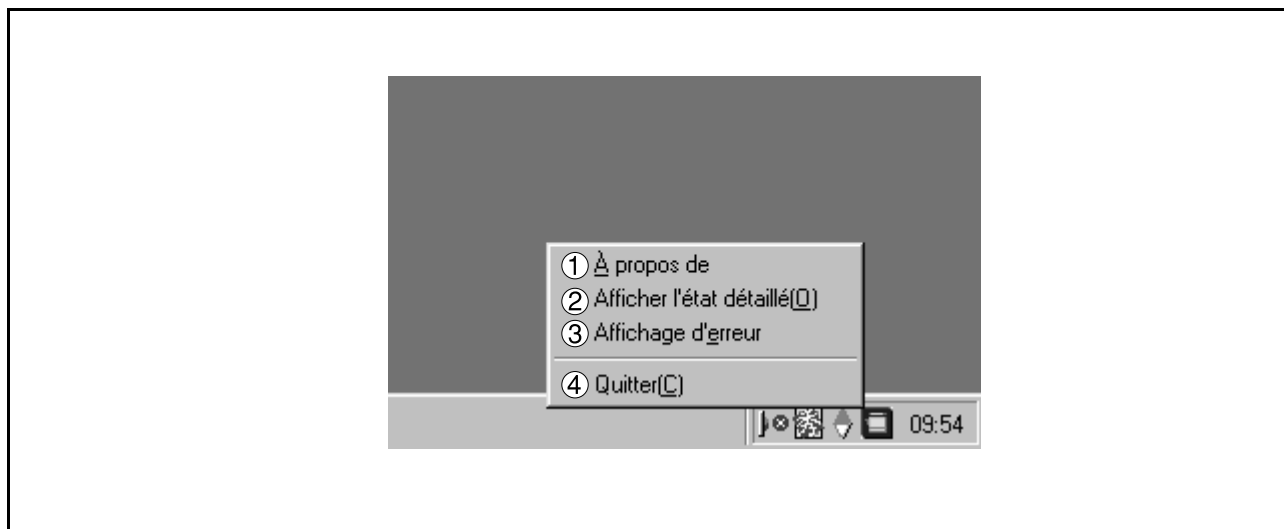 ① À propos de
② Afficher l'état détaillé(O)
③ Affichage d'erreur
④ Quitter(C)
09:54